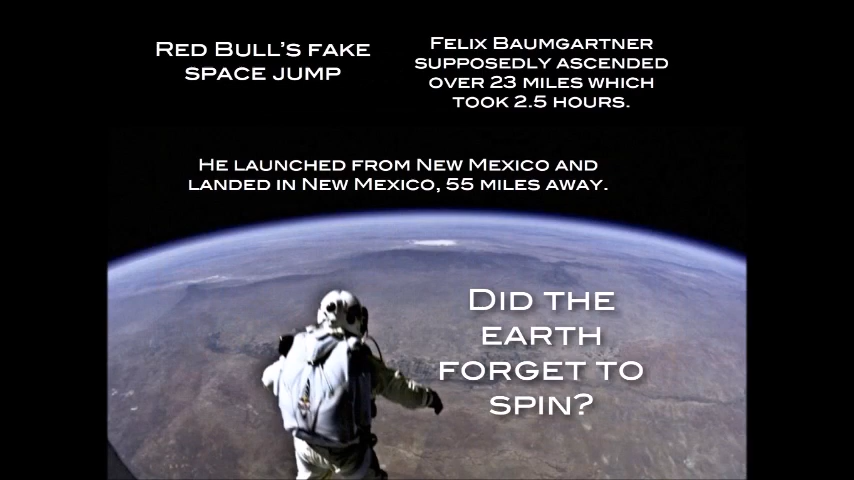 Red Bull's fake
space jump
Felix Baumgartner
supposedly ascended
over 23 miles which
took 2.5 hours.
He launched from New Mexico and
landed in New Mexico, 55 miles away.
Did the
earth
forget to
spin?